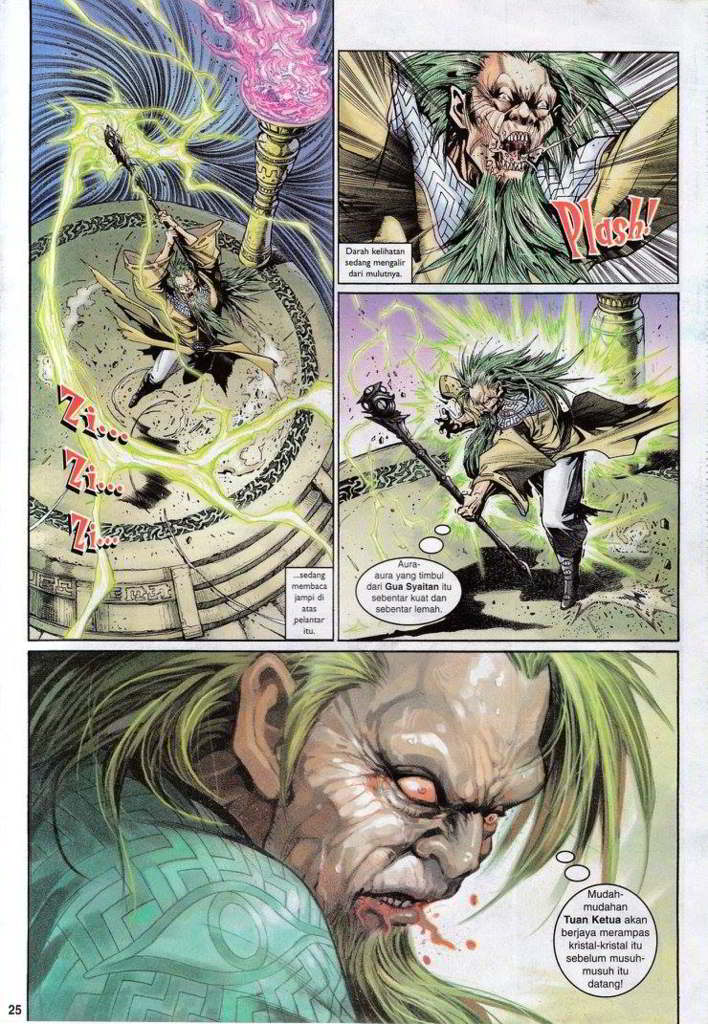 Zi...
Zi...
Zi...
...sedang
membaca
jampi di
atas
pelantar
itu.
Plash!
Darah kelihatan
sedang mengalir
dari mulutnya.
Aura-
aura yang timbul
dari Gua Syaitan itu
sebentar kuat dan
sebentar lemah.
Mudah-
mudahan
Tuan Ketua akan
berjaya merampas
kristal-kristal itu
sebelum musuh-
musuh itu
datang!
25